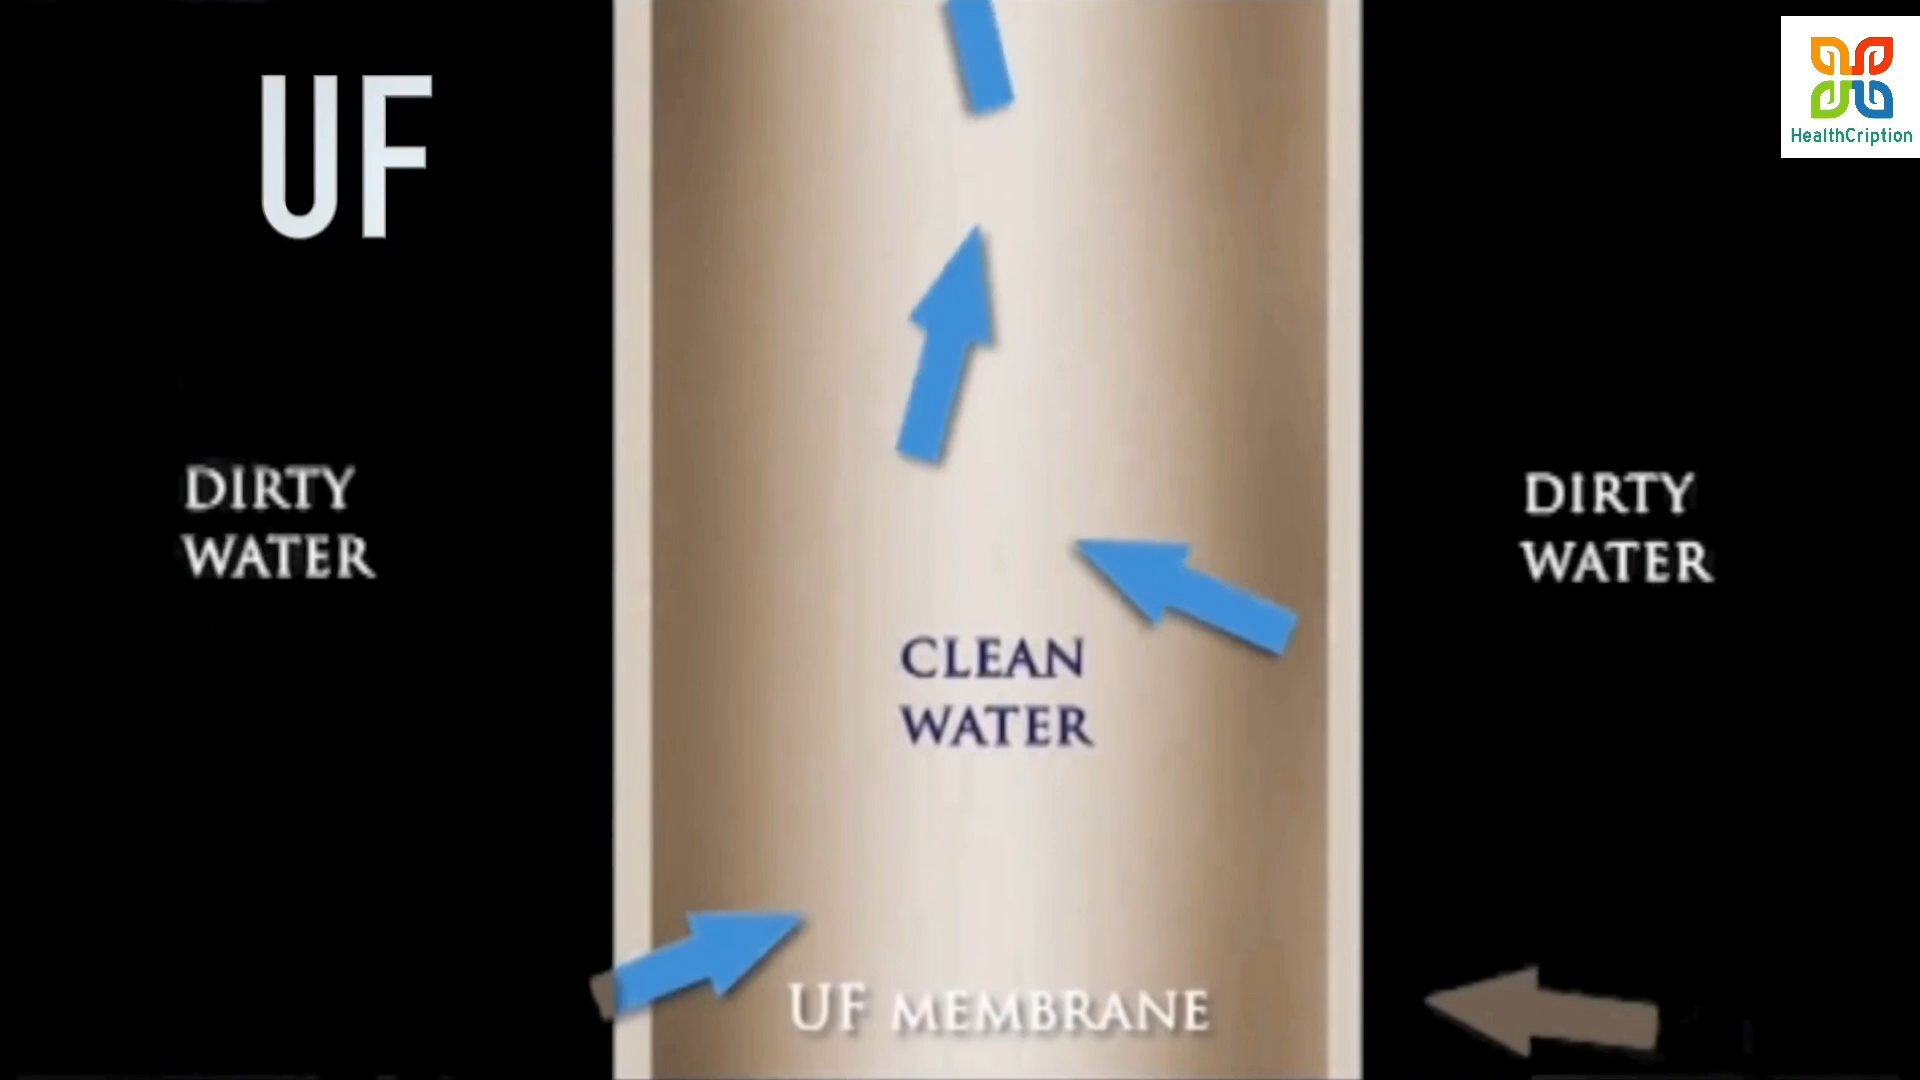 UF
HealthCription
DIRTY
WATER
DIRTY
WATER
CLEAN
WATER
UF MEMBRANE